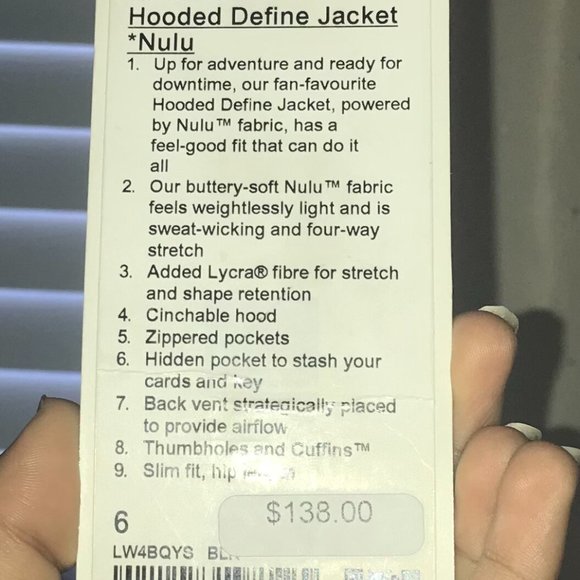 Hooded Define Jacket
*Nulu
1. Up for adventure and ready for
downtime, our fan-favourite
Hooded Define Jacket, powered
by Nulu™ fabric, has a
feel-good fit that can do it
all
2. Our buttery-soft Nulu™ fabric
feels weightlessly light and is
sweat-wicking and four-way
stretch
3. Added Lycra® fibre for stretch
and shape retention
4. Cinchable hood
5. Zippered pockets
6. Hidden pocket to stash your
cards and key
7. Back vent strategically placed
to provide airflow
8. Thumbholes and Cuffins™
9. Slim fit, hip
$138.00
6
LW4BQYS